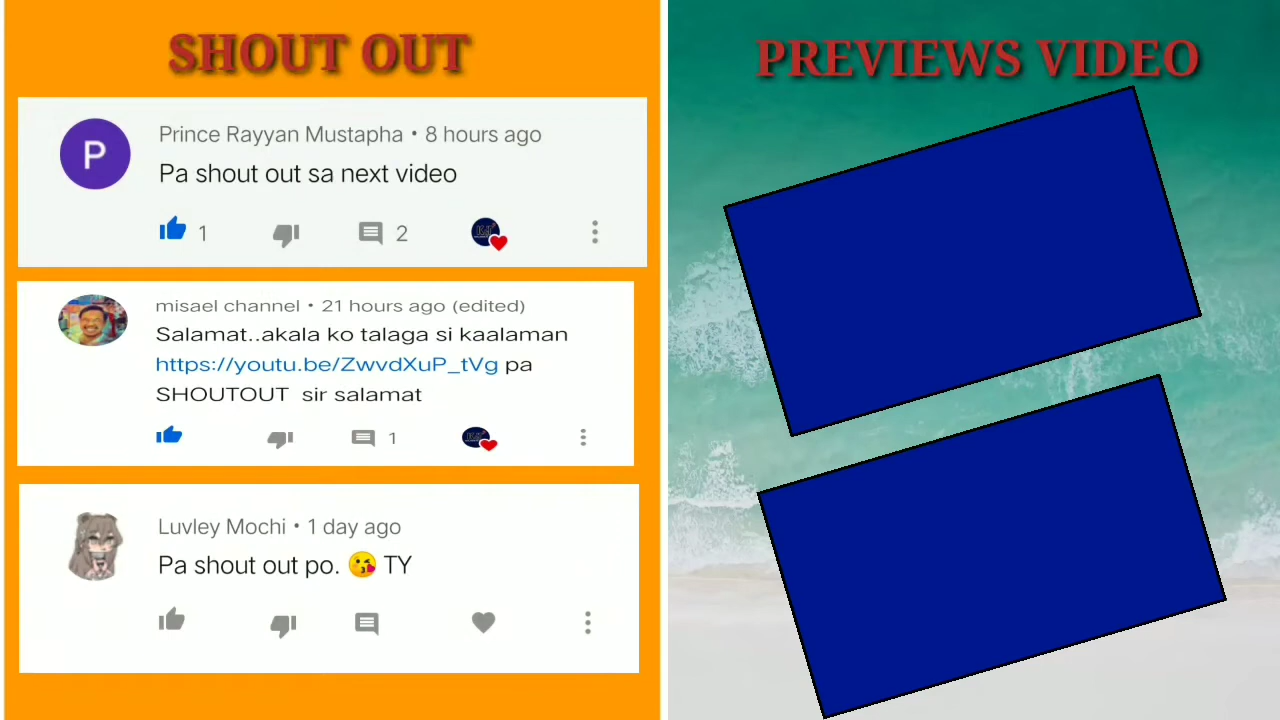 SHOUT OUT
Prince Rayyan Mustapha • 8 hours ago
P
Pa shout out sa next video
1
2
misael channel • 21 hours ago (edited)
Salamat..akala ko talaga si kaalaman
https://youtu.be/ZwvdXuP_tVg pa
SHOUTOUT sir salamat
1
Luvley Mochi • 1 day ago
Pa shout out po. 😘 TY
PREVIEWS VIDEO